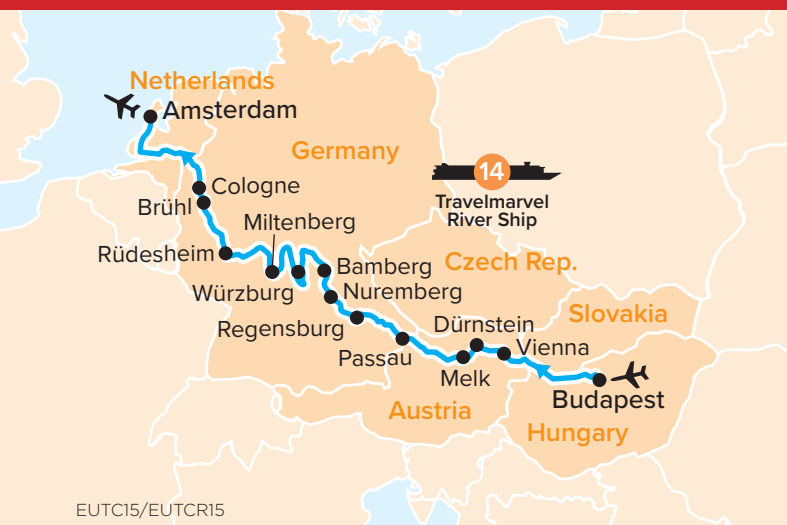 Netherlands
Amsterdam
Germany
14
Travelmarvel
River Ship
Cologne
Brühl
Miltenberg
Rüdesheim
Bamberg
Czech Rep.
Würzburg
Nuremberg
Slovakia
Regensburg
Dürnstein
Vienna
Passau
Melk
Budapest
Austria
Hungary
EUTC15/EUTCR15